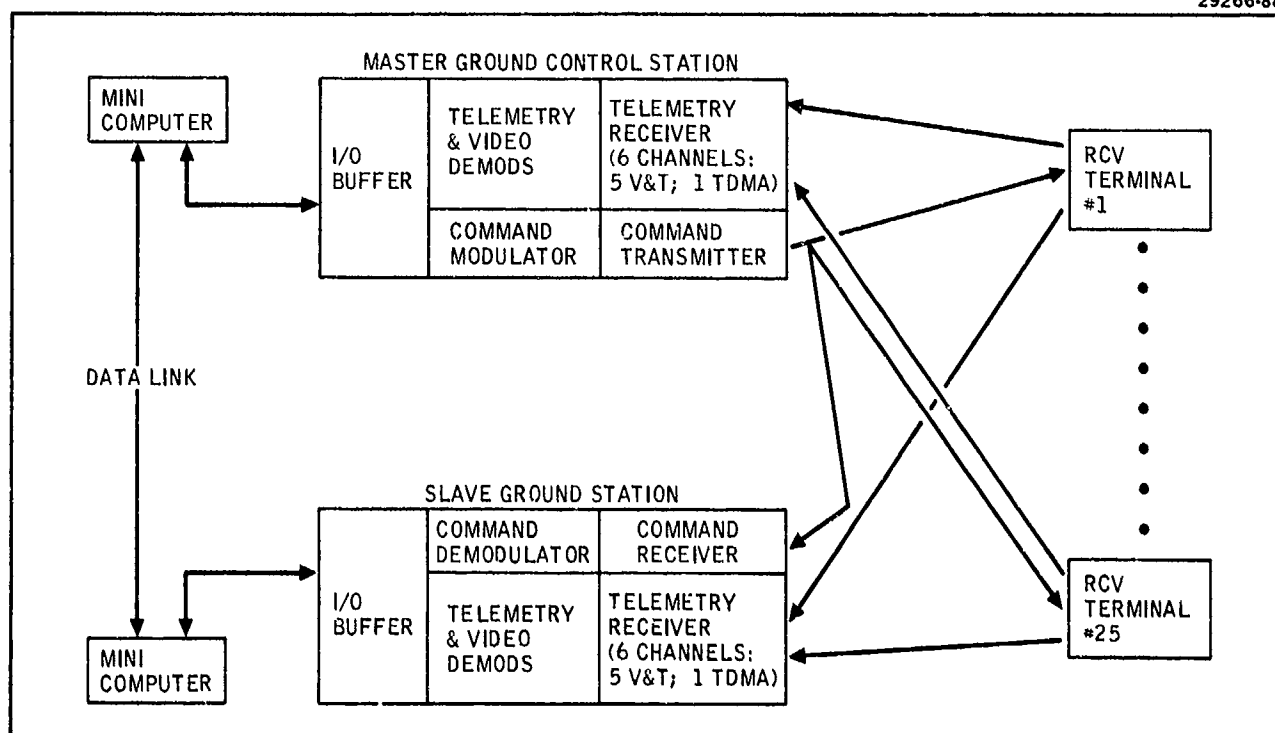 MASTER GROUND CONTROL STATION
MINI
COMPUTER
I/O
BUFFER
TELEMETRY
& VIDEO
DEMODS
TELEMETRY
RECEIVER
(6 CHANNELS:
5 V&T; 1 TDMA)
COMMAND
MODULATOR
COMMAND
TRANSMITTER
RCV
TERMINAL
#1
DATA LINK
SLAVE GROUND STATION
I/O
BUFFER
COMMAND
DEMODULATOR
COMMAND
RECEIVER
TELEMETRY
& VIDEO
DEMODS
TELEMETRY
RECEIVER
(6 CHANNELS:
5 V&T; 1 TDMA)
MINI
COMPUTER
RCV
TERMINAL
#25